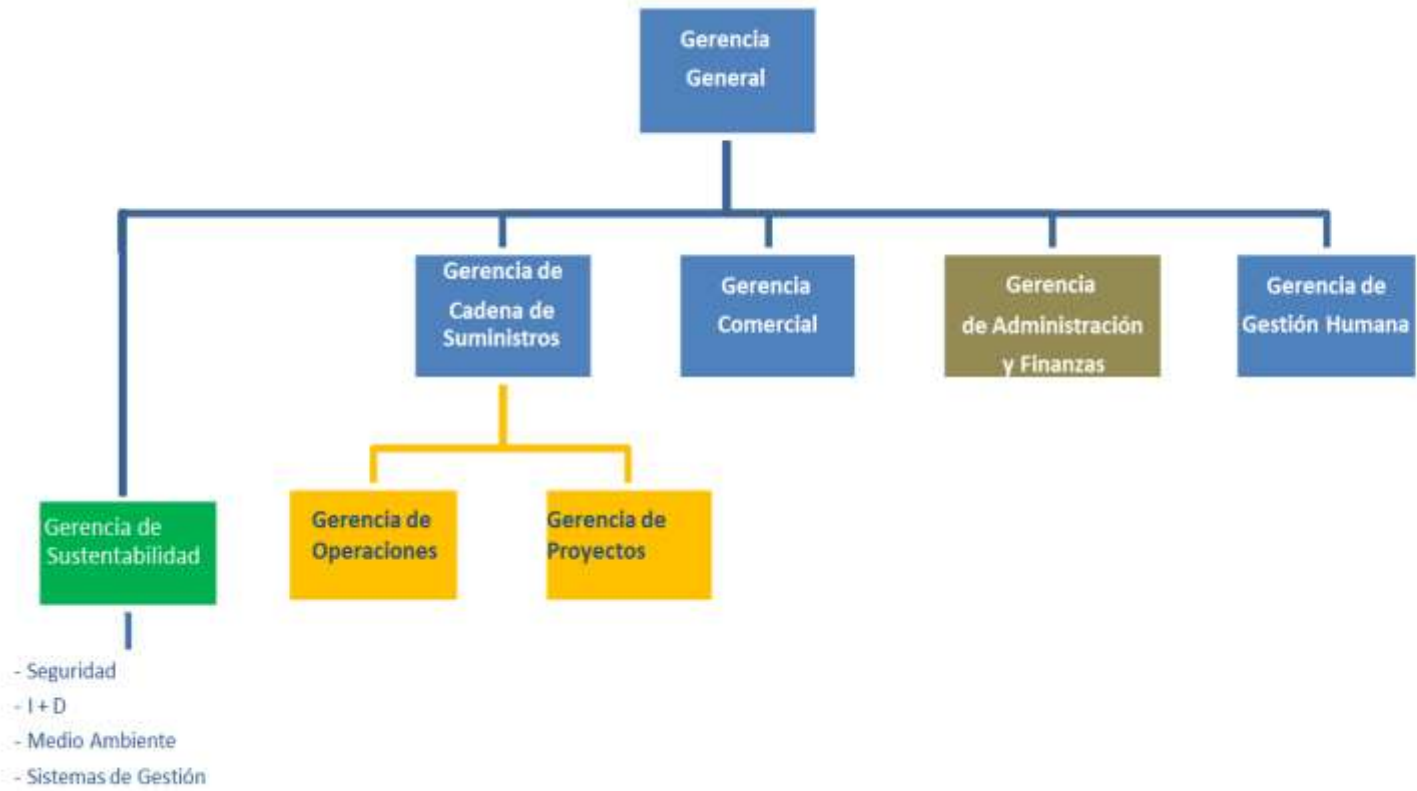 Gerencia
General
Gerencia de
Cadena de
Suministros
Gerencia
Comercial
Gerencia
de Administración
y Finanzas
Gerencia de
Gestión Humana
Gerencia de
Sustentabilidad
Gerencia de
Operaciones
Gerencia de
Proyectos
- Seguridad
- I + D
- Medio Ambiente
- Sistemas de Gestión